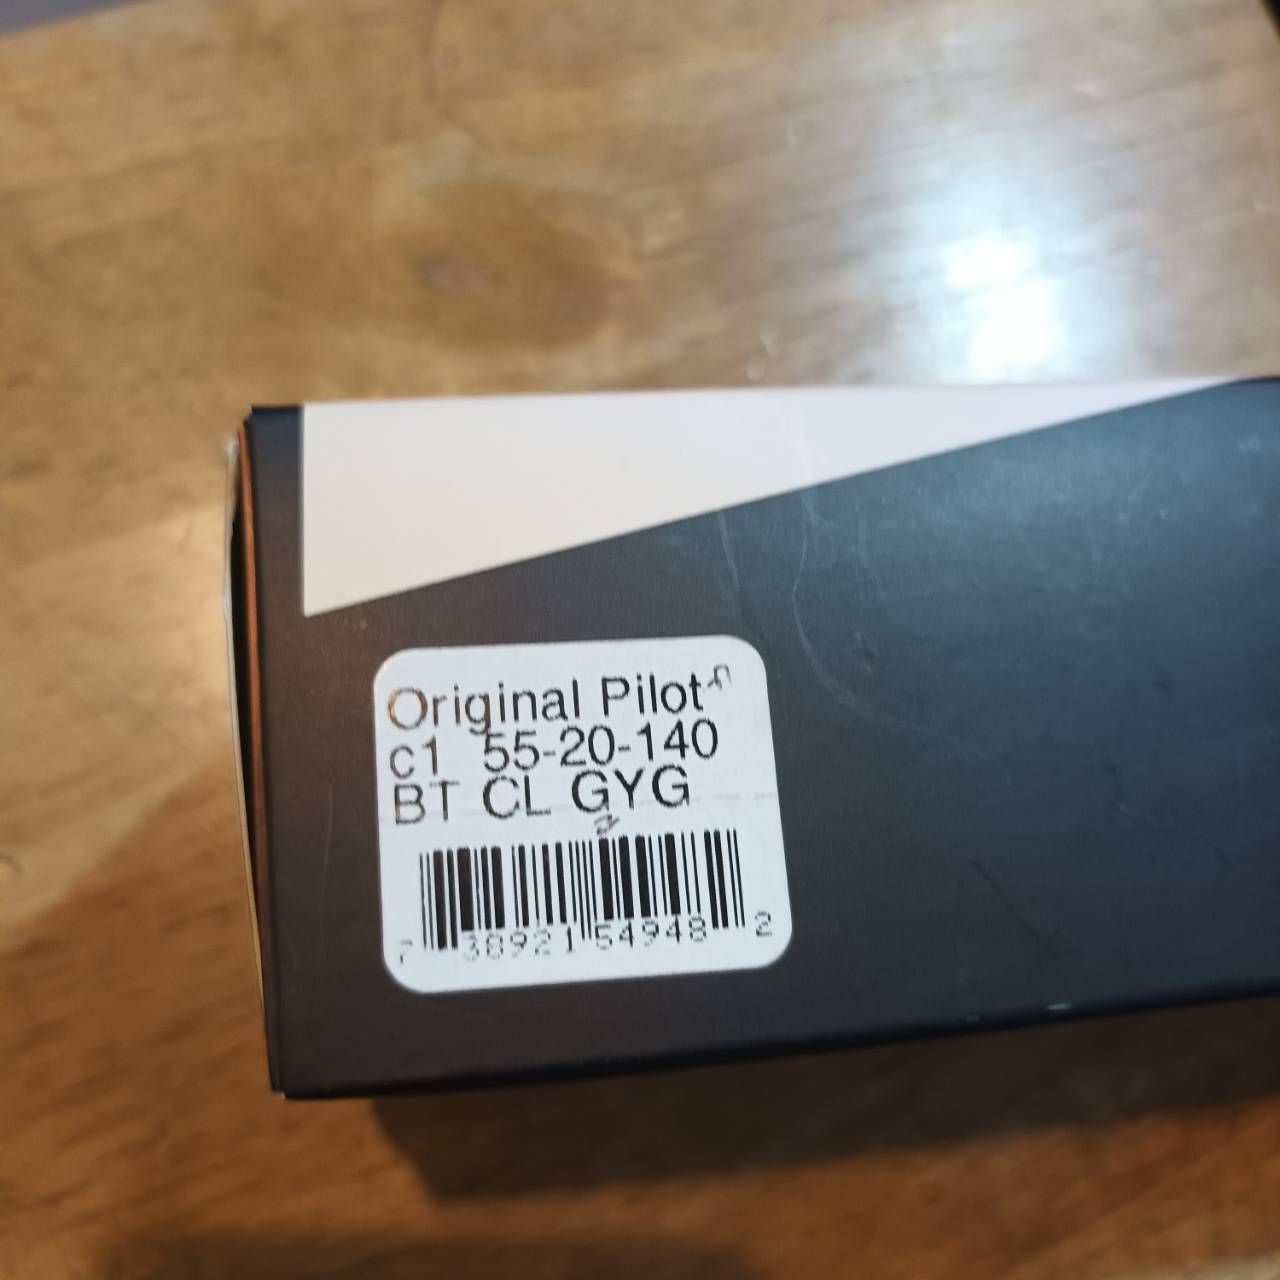 Original Pilot
c1 55-20-140
BT CL GYG
7 38921 54948 2